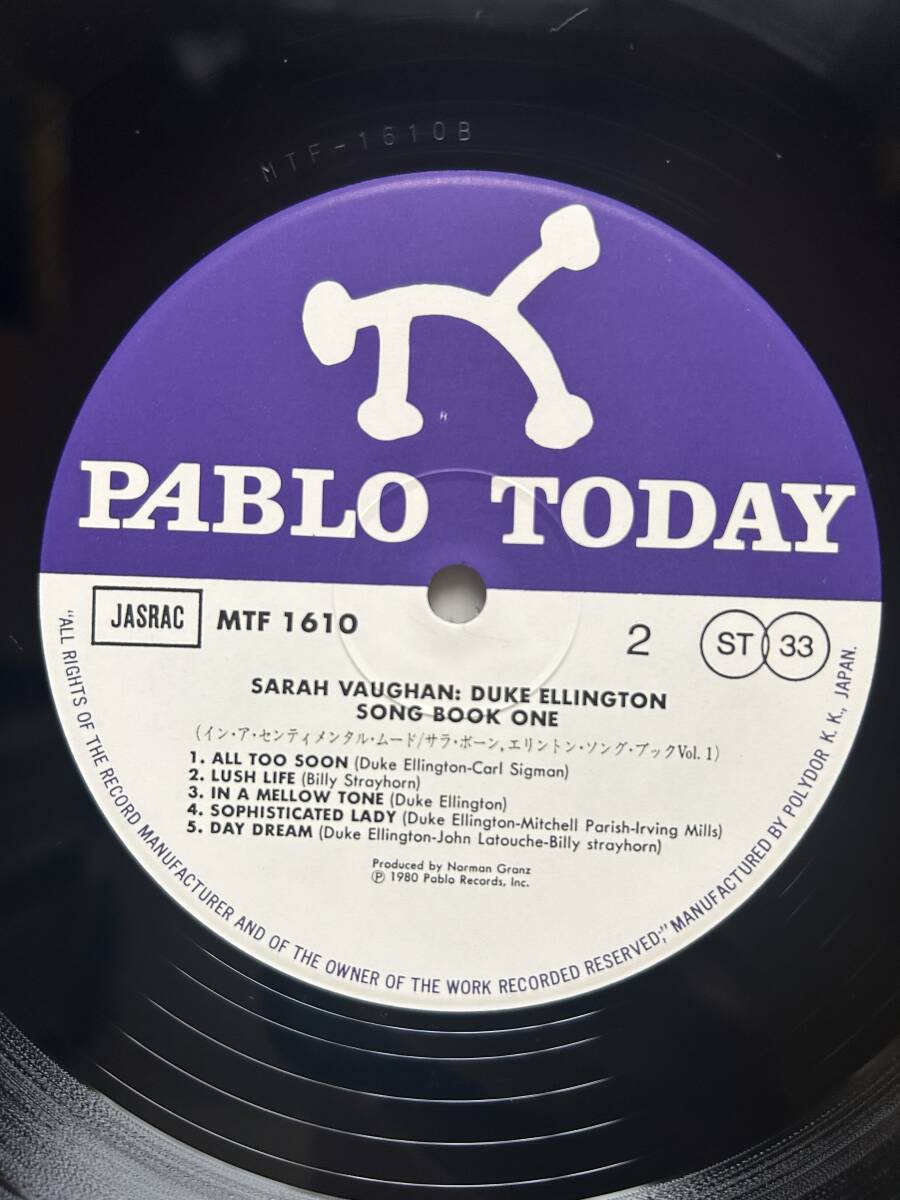 MTF-1610B
PABLO TODAY
JASRAC MTF 1610 2 ST 33
SARAH VAUGHAN: DUKE ELLINGTON
SONG BOOK ONE
(イン・ア・センティメンタル・ムード/サラ・ボーン,エリントン・ソング・ブックVol. 1)
1. ALL TOO SOON (Duke Ellington-Carl Sigman)
2. LUSH LIFE (Billy Strayhorn)
3. IN A MELLOW TONE (Duke Ellington)
4. SOPHISTICATED LADY (Duke Ellington-Mitchell Parish-Irving Mills)
5. DAY DREAM (Duke Ellington-John Latouche-Billy strayhorn)
Produced by Norman Granz
℗ 1980 Pablo Records, Inc.
"ALL RIGHTS OF THE RECORD MANUFACTURER AND OF THE OWNER OF THE WORK RECORDED RESERVED;" MANUFACTURED BY POLYDOR K. K., JAPAN.